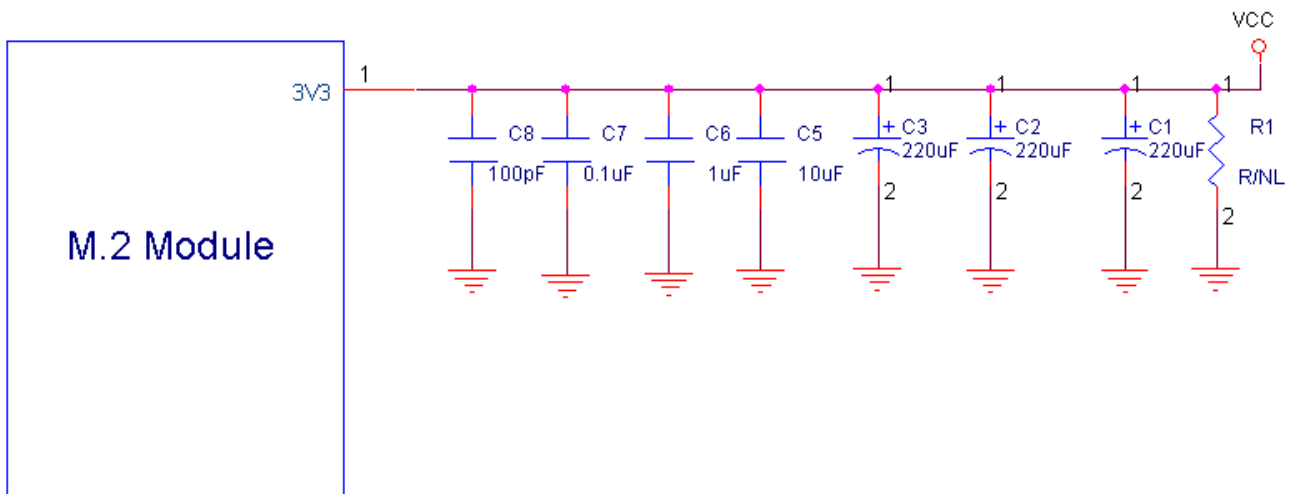 VCC
3V3
1
1
1
1
1
C8
C7
C6
C5
+ C3
+ C2
+ C1
R1
100pF
0.1uF
1uF
10uF
220uF
220uF
220uF
R/NL
2
2
2
2
M.2 Module